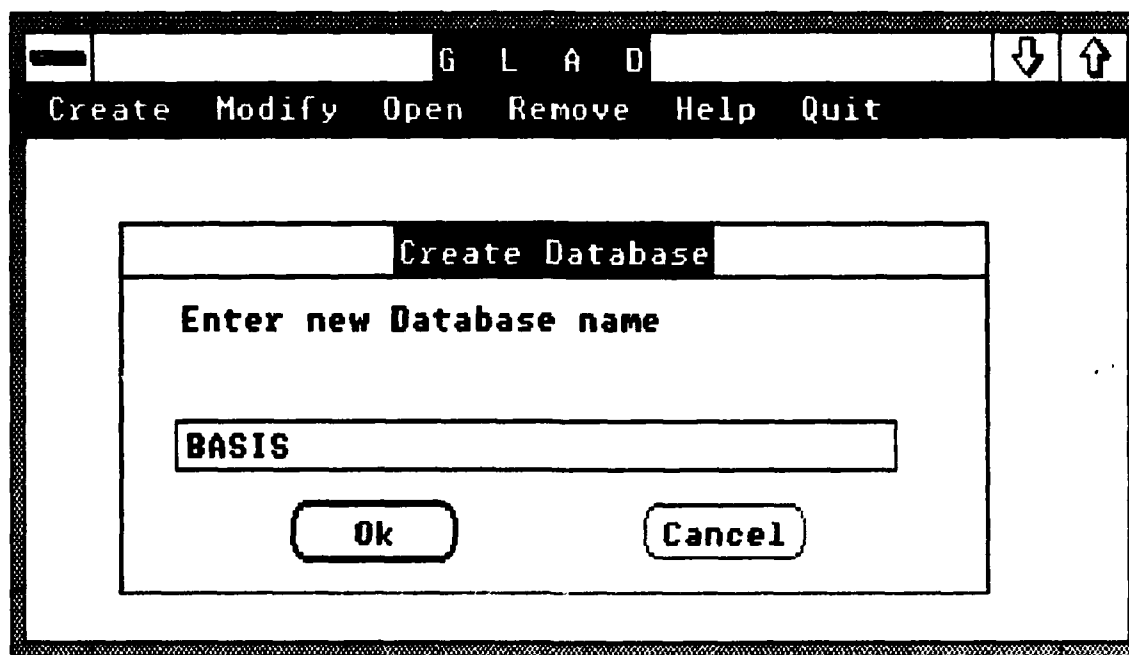 G L A D
Create Modify Open Remove Help Quit
Create Database
Enter new Database name
BASIS
Ok Cancel